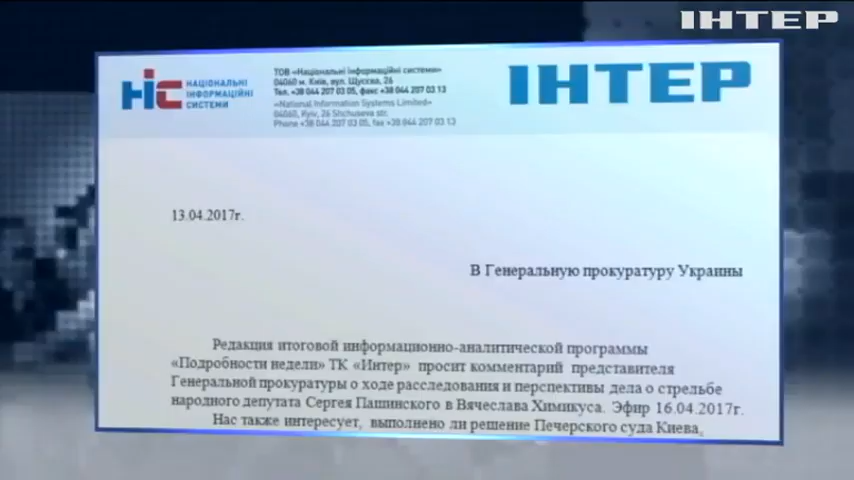 ІНТЕР
НІС
НАЦІОНАЛЬНІ
ІНФОРМАЦІЙНІ
СИСТЕМИ
ТОВ «Національні інформаційні системи»
04060 м. Київ, вул. Щусєва, 26
Тел. +38 044 207 03 05, факс +38 044 207 03 13
«National Information Systems Limited»
04060, Kyiv, 26 Shchuseva str.
Phone +38 044 207 03 05, fax +38 044 207 03 13
ІНТЕР
13.04.2017г.
В Генеральную прокуратуру Украины
Редакция итоговой информационно-аналитической программы
«Подробности недели» ТК «Интер» просит комментарий представителя
Генеральной прокуратуры о ходе расследования и перспективы дела о стрельбе
народного депутата Сергея Пашинского в Вячеслава Химикуса. Эфир 16.04.2017г.
Нас также интересует, выполнено ли решение Печерского суда Киева,